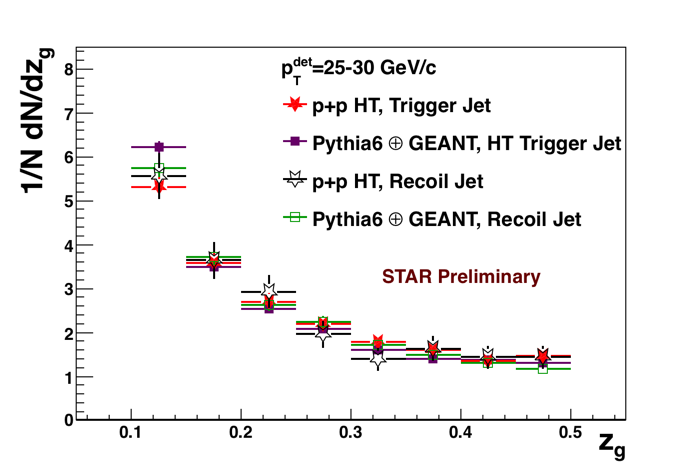 1/N dN/dz_g
8
7
6
5
4
3
2
1
0
p_T^det=25-30 GeV/c
p+p HT, Trigger Jet
Pythia6 ⊕ GEANT, HT Trigger Jet
p+p HT, Recoil Jet
Pythia6 ⊕ GEANT, Recoil Jet
STAR Preliminary
0.1 0.2 0.3 0.4 0.5
z_g